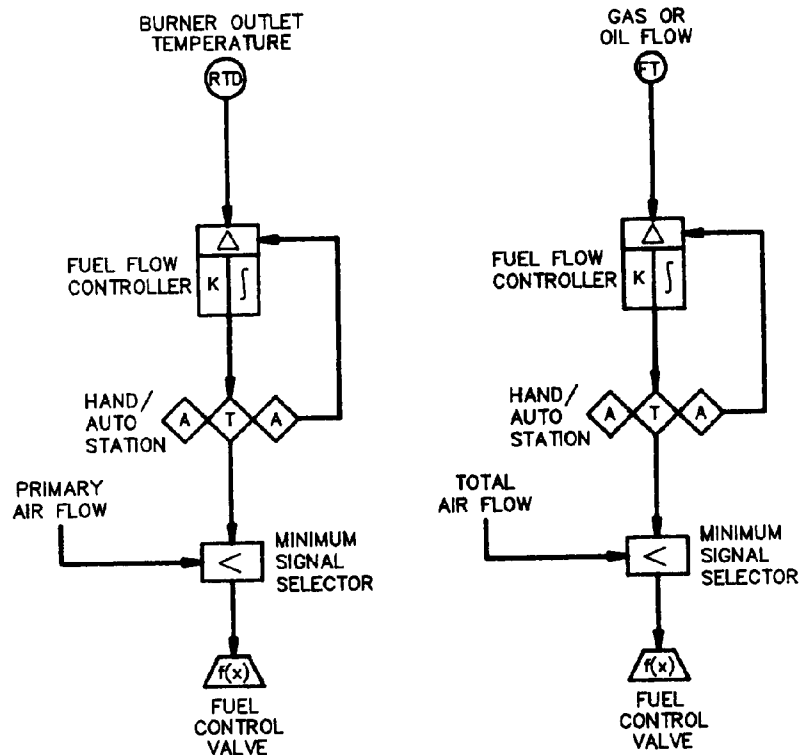 BURNER OUTLET
TEMPERATURE
RTD
FUEL FLOW
CONTROLLER
△
K ∫
HAND/
AUTO
STATION
A T A
PRIMARY
AIR FLOW
<
MINIMUM
SIGNAL
SELECTOR
f(x)
FUEL
CONTROL
VALVE
GAS OR
OIL FLOW
FT
FUEL FLOW
CONTROLLER
△
K ∫
HAND/
AUTO
STATION
A T A
TOTAL
AIR FLOW
<
MINIMUM
SIGNAL
SELECTOR
f(x)
FUEL
CONTROL
VALVE